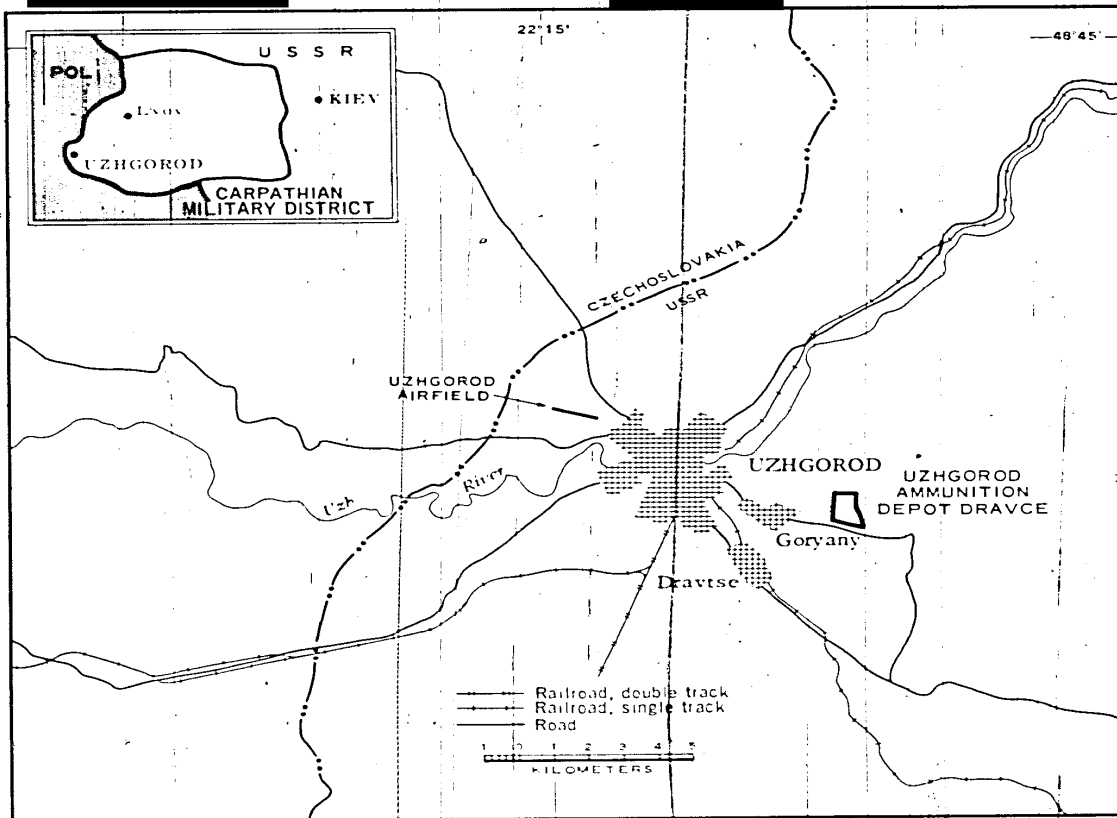 22°15'
48°45'
USSR
POL
Lvov
KIEV
UZHGOROD
CARPATHIAN
MILITARY DISTRICT
CZECHOSLOVAKIA
USSR
UZHGOROD
AIRFIELD
Uzh River
UZHGOROD
UZHGOROD
AMMUNITION
DEPOT DRAVCE
Goryany
Dravtse
Railroad, double track
Railroad, single track
Road
1 0 1 2 3 4 5
KILOMETERS